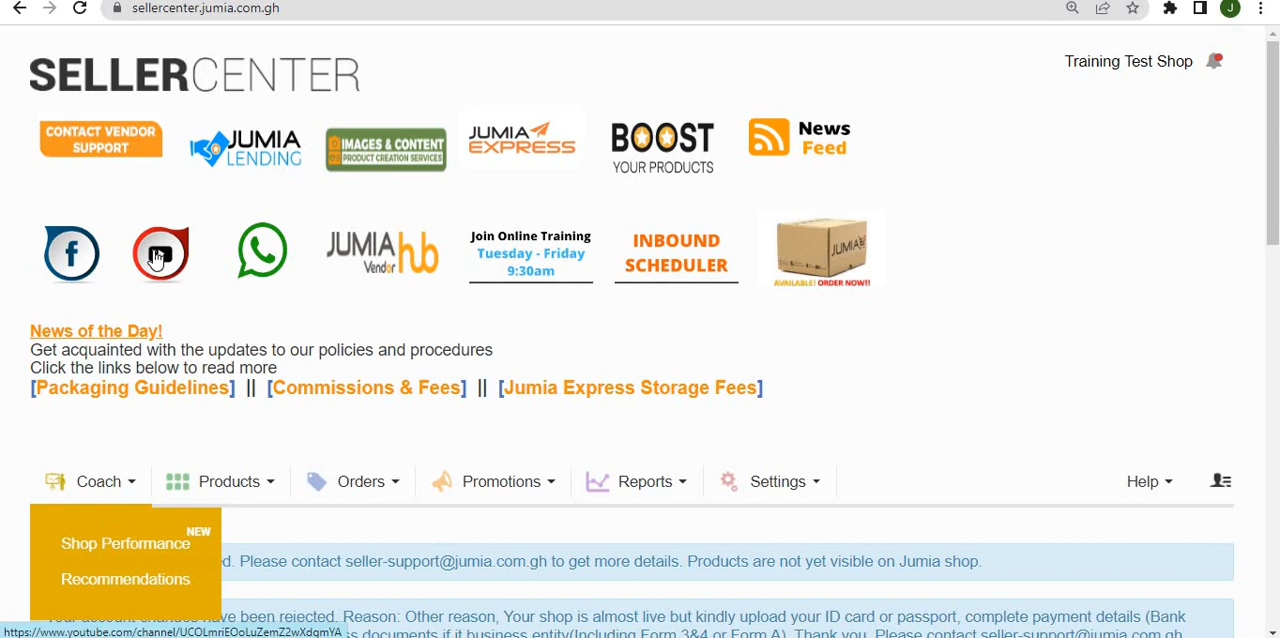 sellercenter.jumia.com.gh
J
SELLERCENTER
Training Test Shop
CONTACT VENDOR
SUPPORT
JUMIA
LENDING
IMAGES & CONTENT
PRODUCT CREATION SERVICES
JUMIA
EXPRESS
BOOST
YOUR PRODUCTS
News
Feed
f
JUMIA
Vendor hub
Join Online Training
Tuesday - Friday
9:30am
INBOUND
SCHEDULER
JUMIA
AVAILABLE! ORDER NOW!!
News of the Day!
Get acquainted with the updates to our policies and procedures
Click the links below to read more
[Packaging Guidelines] || [Commissions & Fees] || [Jumia Express Storage Fees]
Coach Products Orders Promotions Reports Settings Help
NEW
Shop Performance
Recommendations
d. Please contact seller-support@jumia.com.gh to get more details. Products are not yet visible on Jumia shop.
have been rejected. Reason: Other reason, Your shop is almost live but kindly upload your ID card or passport, complete payment details (Bank
https://www.youtube.com/channel/UCOLmriEOoLuZemZ2wXdqmYA
ss documents if it business entity(Including Form 3&4 or Form A). Thank you. Please contact seller-support@jumia.com.gh